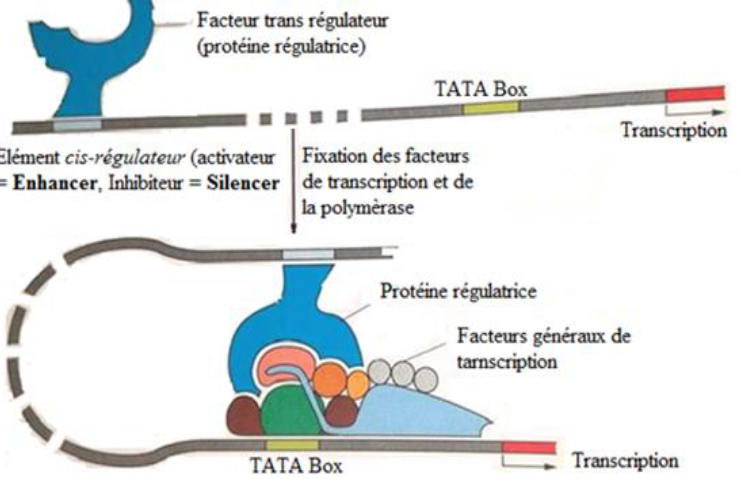 Facteur trans régulateur
(protéine régulatrice)
TATA Box
Transcription
Elément cis-régulateur (activateur
= Enhancer, Inhibiteur = Silencer
Fixation des facteurs
de transcription et de
la polymèrase
Protéine régulatrice
Facteurs généraux de
tarnscription
TATA Box
Transcription